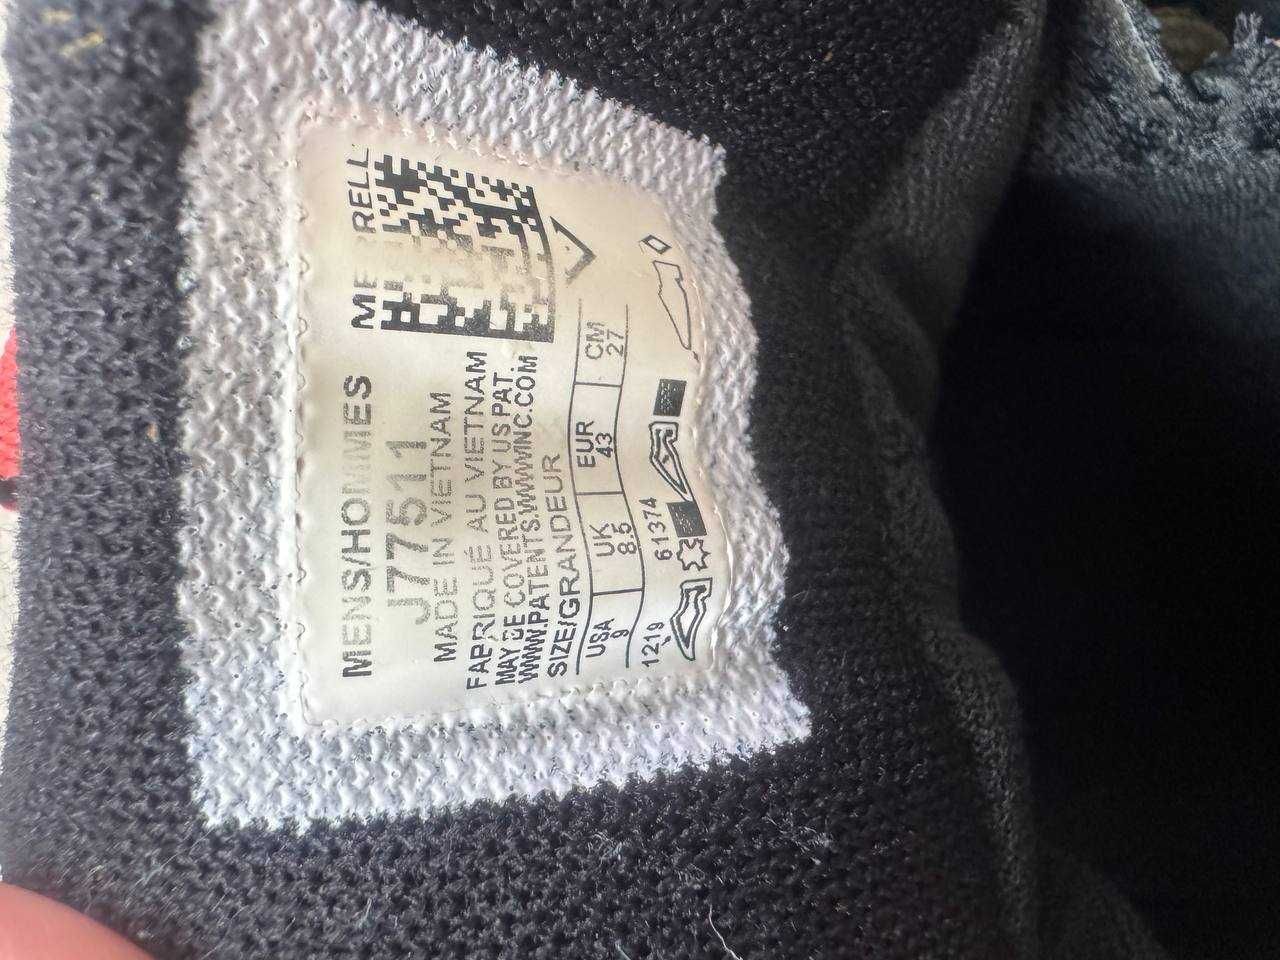 MERRELL
MENS/HOMMES
J77511
MADE IN VIETNAM
FABRIQUÉ AU VIETNAM
MAY BE COVERED BY US PAT.
WWW.PATENTS.WWWINC.COM
SIZE/GRANDEUR
USA UK EUR CM
9 8.5 43 27
1219 61374